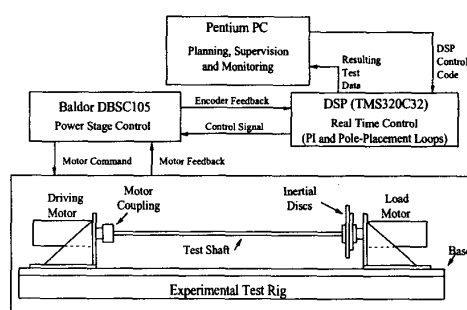 Pentium PC
Planning, Supervision
and Monitoring
Resulting
Test
Data
DSP
Control
Code
Baldor DBSC105
Power Stage Control
Encoder Feedback
Control Signal
DSP (TMS320C32)
Real Time Control
(PI and Pole-Placement Loops)
Motor Command
Motor Feedback
Driving
Motor
Motor
Coupling
Inertial
Discs
Load
Motor
Test Shaft
Base
Experimental Test Rig